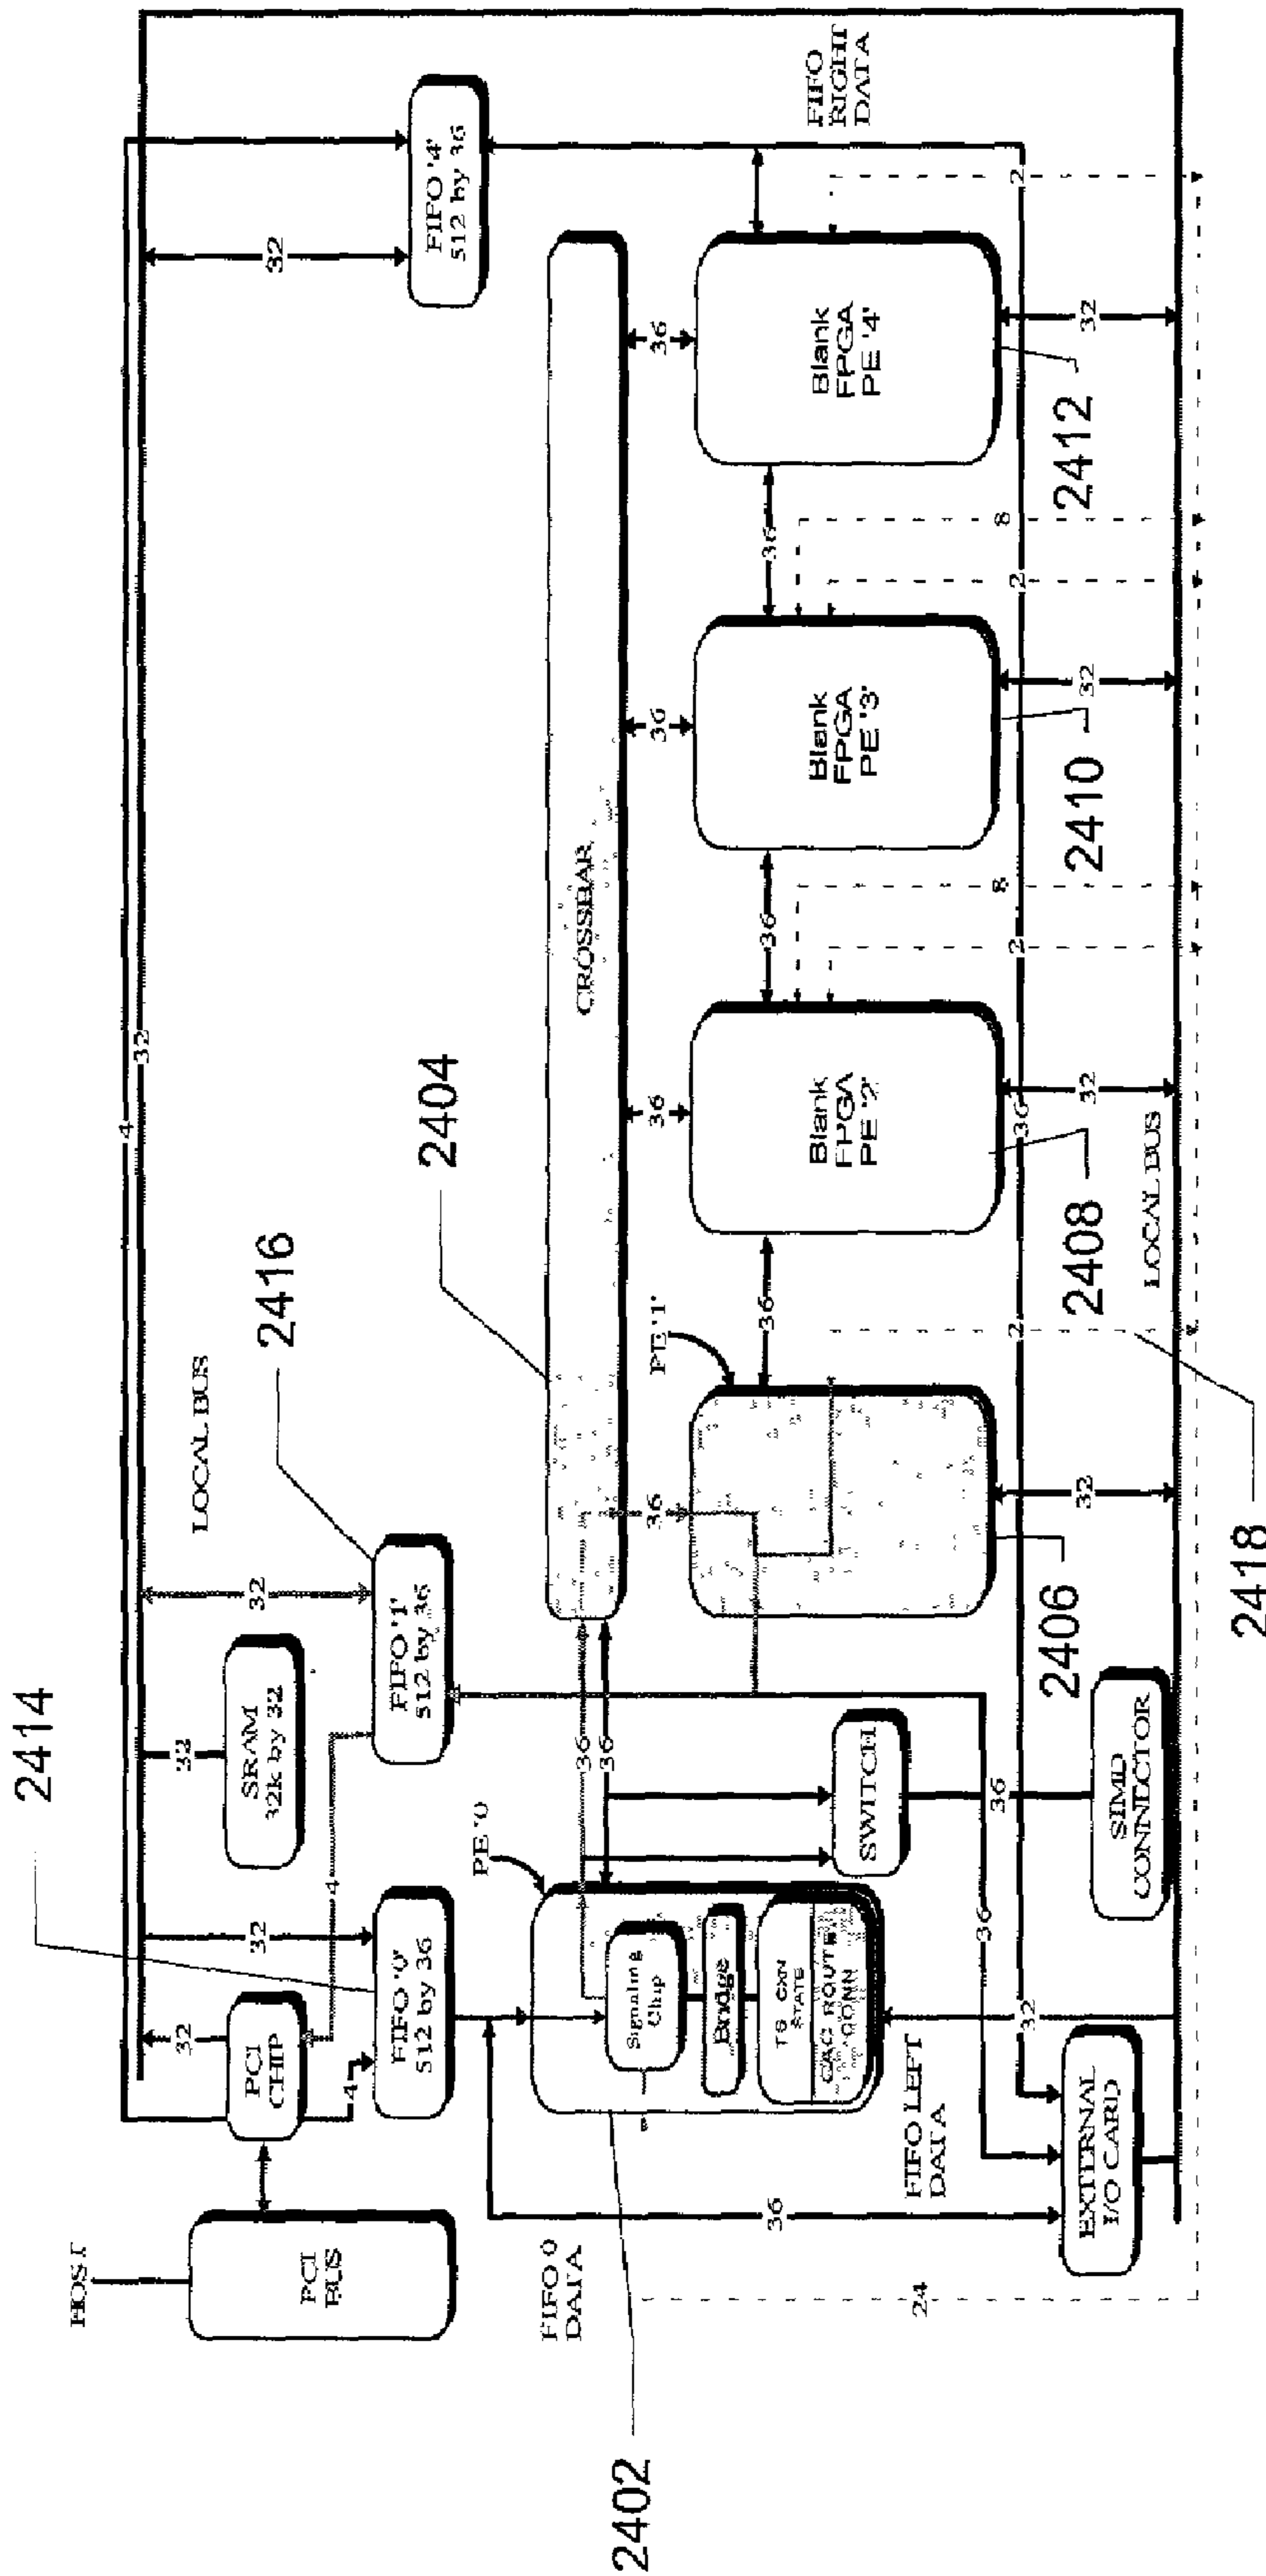 HOST
PCI
BUS
PCI
CHIP
32
4
4
32
4
32
2414
FIFO '0'
512 by 36
32
SRAM
32k by 32
32
FIFO '1'
512 by 36
32
LOCAL BUS
2416
FIFO '4'
512 by 36
32
FIFO 0
DATA
2402
PE '0'
Signaling
Chip
Bridge
TS CXN
STATE
CAC ROUTE
CONN
36
36
CROSSBAR
2404
36
36
36
36
PE '1'
36
Blank
FPGA
PE '2'
36
Blank
FPGA
PE '3'
36
Blank
FPGA
PE '4'
FIFO
RIGHT
DATA
SWITCH
FIFO LEFT
DATA
36
36
36
36
32
32
32
32
32
2
2
8
2
8
2
24
EXTERNAL
I/O CARD
SIMD
CONNECTOR
LOCAL BUS
2406
2408
2410
2412
2418